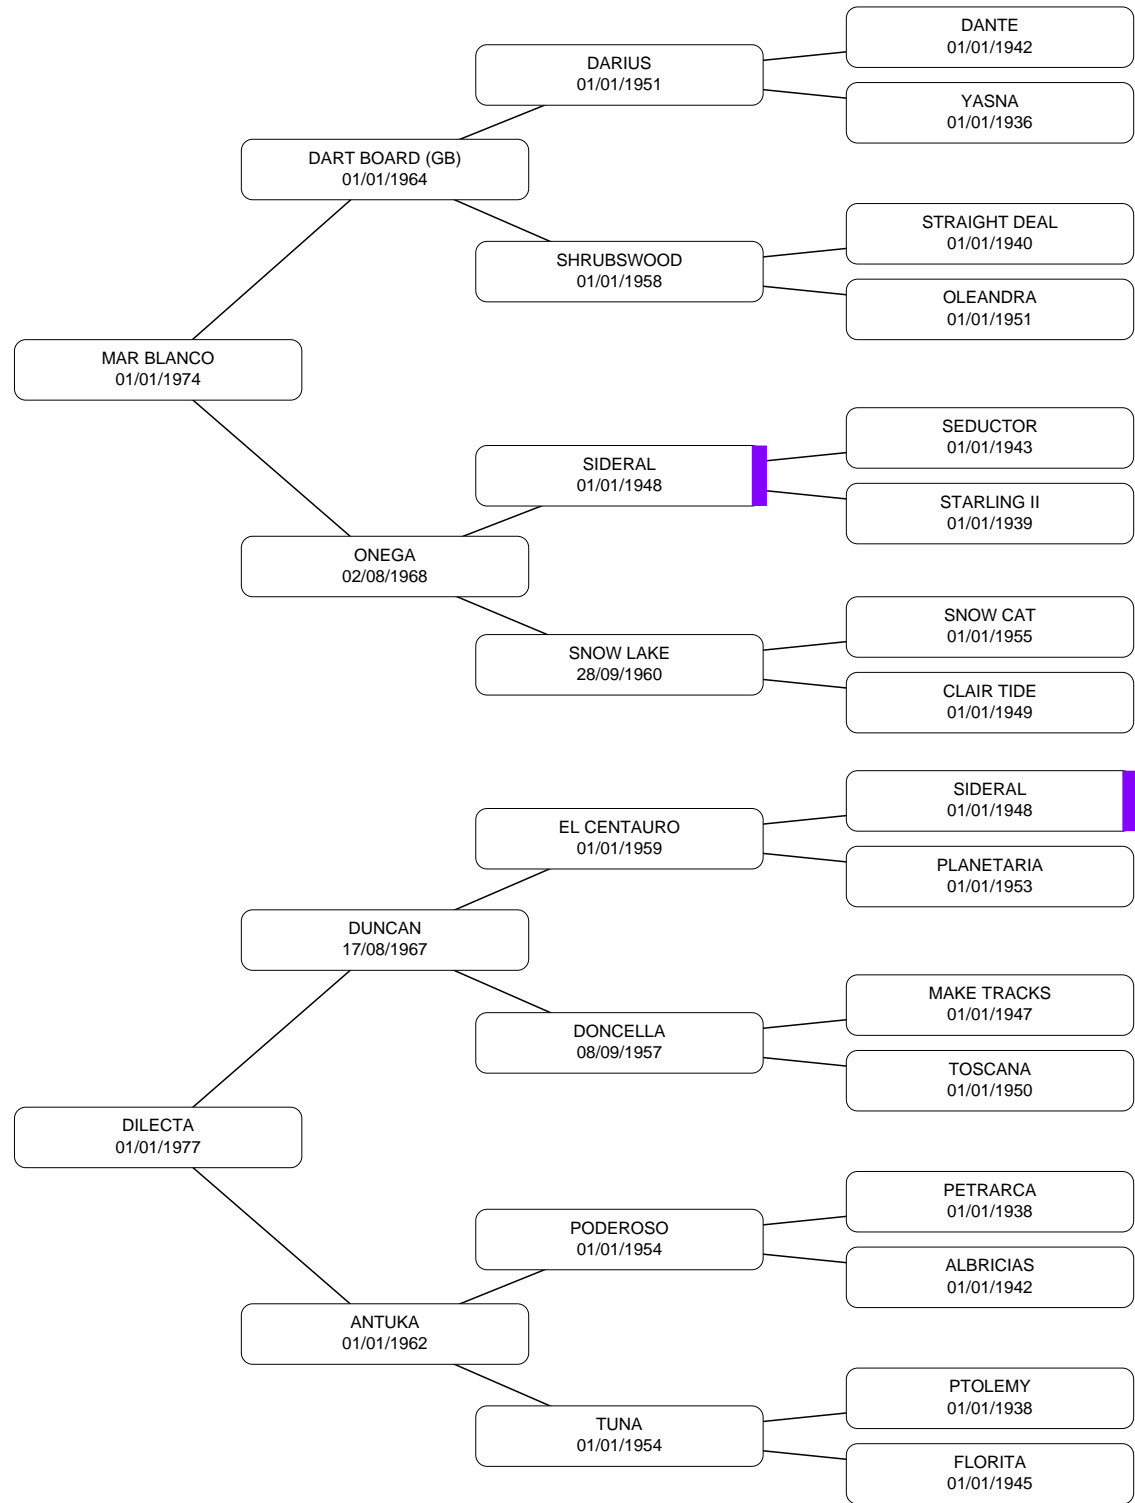 DANTE
01/01/1942
DARIUS
01/01/1951
YASNA
01/01/1936
DART BOARD (GB)
01/01/1964
STRAIGHT DEAL
01/01/1940
SHRUBSWOOD
01/01/1958
OLEANDRA
01/01/1951
MAR BLANCO
01/01/1974
SEDUCTOR
01/01/1943
SIDERAL
01/01/1948
STARLING II
01/01/1939
ONEGA
02/08/1968
SNOW CAT
01/01/1955
SNOW LAKE
28/09/1960
CLAIR TIDE
01/01/1949
SIDERAL
01/01/1948
EL CENTAURO
01/01/1959
PLANETARIA
01/01/1953
DUNCAN
17/08/1967
MAKE TRACKS
01/01/1947
DONCELLA
08/09/1957
TOSCANA
01/01/1950
DILECTA
01/01/1977
PETRARCA
01/01/1938
PODEROSO
01/01/1954
ALBRICIAS
01/01/1942
ANTUKA
01/01/1962
PTOLEMY
01/01/1938
TUNA
01/01/1954
FLORITA
01/01/1945